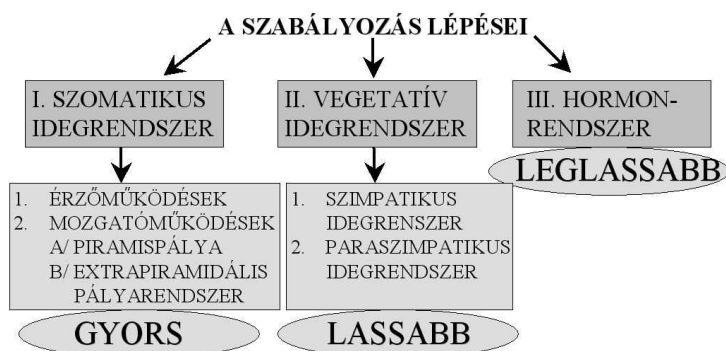 A SZABÁLYOZÁS LÉPÉSEI
I. SZOMATIKUS
IDEGRENDSZER
II. VEGETATÍV
IDEGRENDSZER
III. HORMON-
RENDSZER
LEGLASSABB
1. ÉRZŐMŰKÖDÉSEK
2. MOZGATÓMŰKÖDÉSEK
A/ PIRAMISPÁLYA
B/ EXTRAPIRAMIDÁLIS
PÁLYARENDSZER
GYORS
1. SZIMPATIKUS
IDEGRENSZER
2. PARASZIMPATIKUS
IDEGRENDSZER
LASSABB